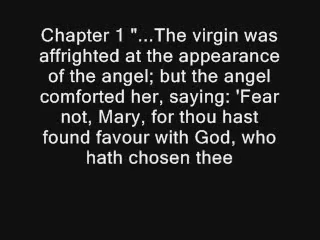 Chapter 1 "...The virgin was
affrighted at the appearance
of the angel; but the angel
comforted her, saying: 'Fear
not, Mary, for thou hast
found favour with God, who
hath chosen thee